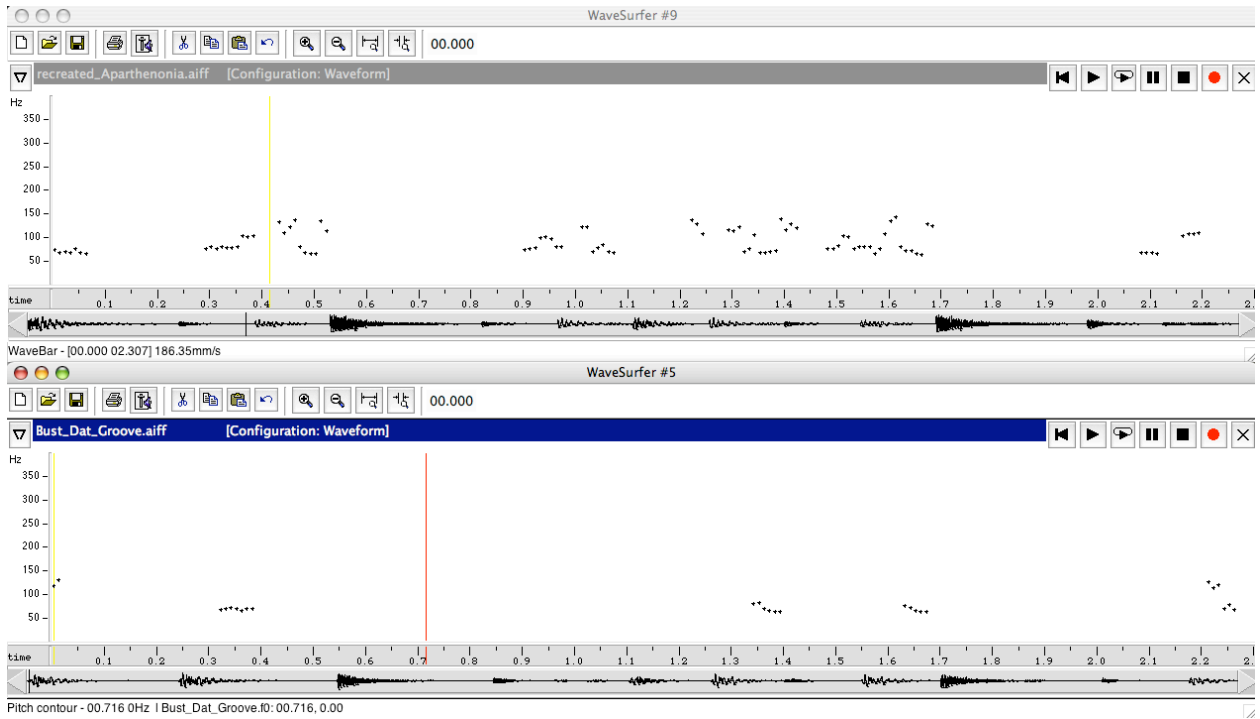 WaveSurfer #9
00.000
recreated_Aparthenonia.aiff [Configuration: Waveform]
Hz
350
300
250
200
150
100
50
time 0.1 0.2 0.3 0.4 0.5 0.6 0.7 0.8 0.9 1.0 1.1 1.2 1.3 1.4 1.5 1.6 1.7 1.8 1.9 2.0 2.1 2.2 2.
WaveBar - [00.000 02.307] 186.35mm/s
WaveSurfer #5
00.000
Bust_Dat_Groove.aiff [Configuration: Waveform]
Hz
350
300
250
200
150
100
50
time 0.1 0.2 0.3 0.4 0.5 0.6 0.7 0.8 0.9 1.0 1.1 1.2 1.3 1.4 1.5 1.6 1.7 1.8 1.9 2.0 2.1 2.2 2.
Pitch contour - 00.716 0Hz | Bust_Dat_Groove.f0: 00.716, 0.00